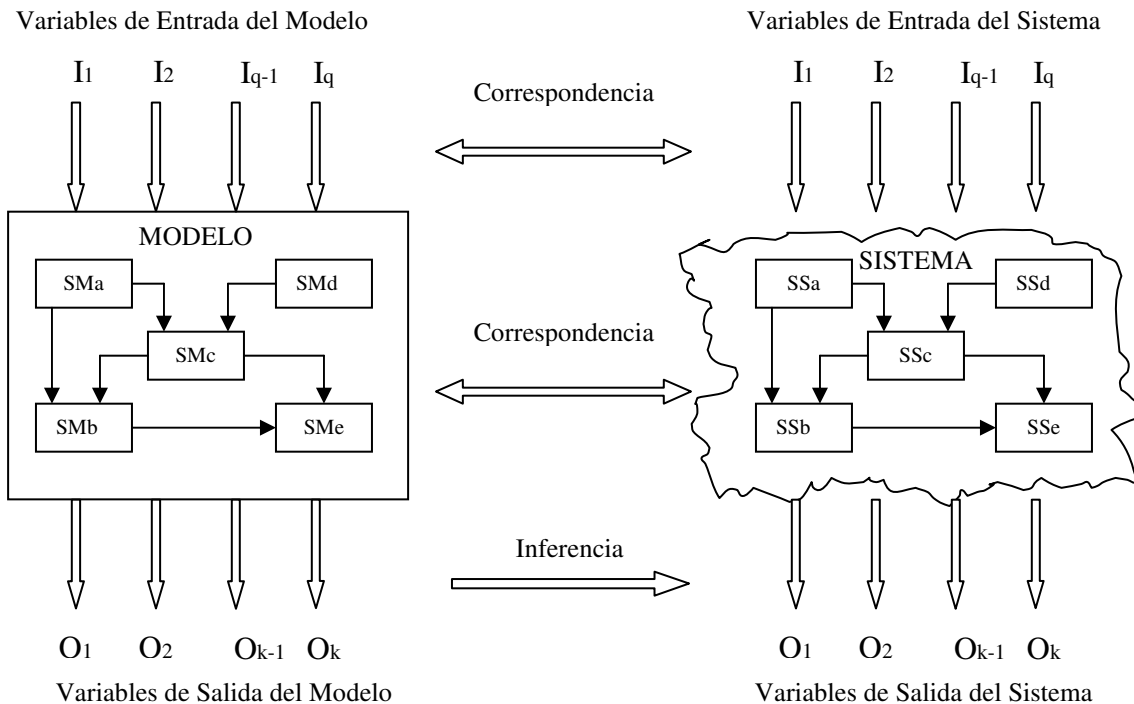 Variables de Entrada del Modelo
Variables de Entrada del Sistema
I1 I2 Iq-1 Iq
I1 I2 Iq-1 Iq
Correspondencia
MODELO
SISTEMA
SMa
SMd
SSa
SSd
Correspondencia
SMc
SSc
SMb
SMe
SSb
SSe
Inferencia
O1 O2 Ok-1 Ok
O1 O2 Ok-1 Ok
Variables de Salida del Modelo
Variables de Salida del Sistema